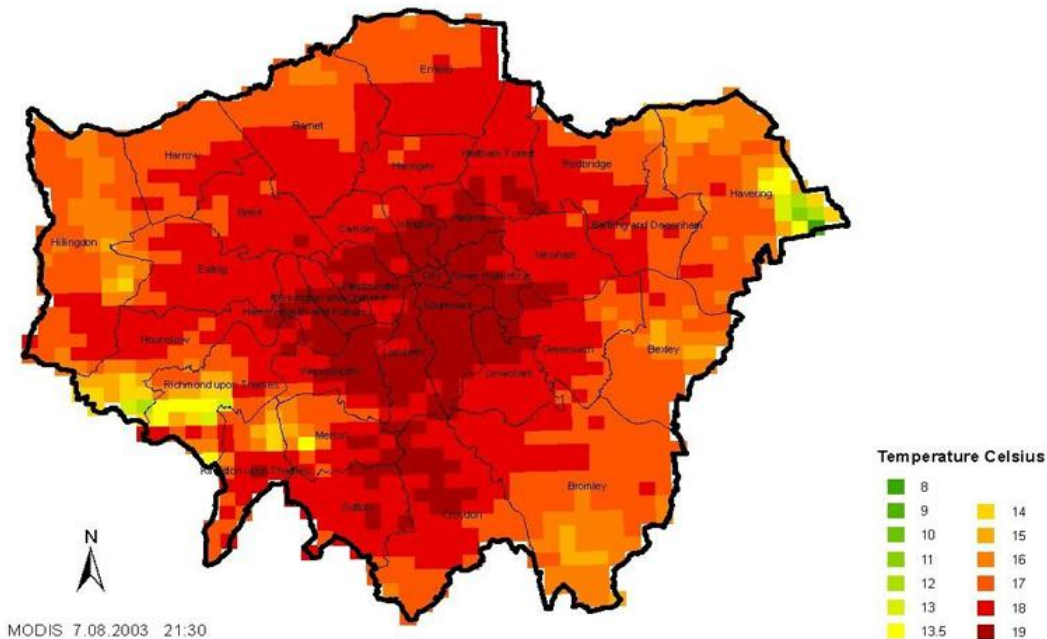 Enfield
Barnet
Harrow
Haringey
Waltham Forest
Redbridge
Havering
Brent
Camden
Hackney
Barking and Dagenham
Hillingdon
Ealing
Newham
City
Tower Hamlets
Westminster
Kensington and Chelsea
Hammersmith and Fulham
Southwark
Hounslow
Lambeth
Greenwich
Bexley
Richmond upon Thames
Wandsworth
Lewisham
Merton
Kingston upon Thames
Bromley
Sutton
Croydon
Temperature Celsius
8
9 14
10 15
11 16
12 17
13 18
13.5 19
N
MODIS 7.08.2003 21:30